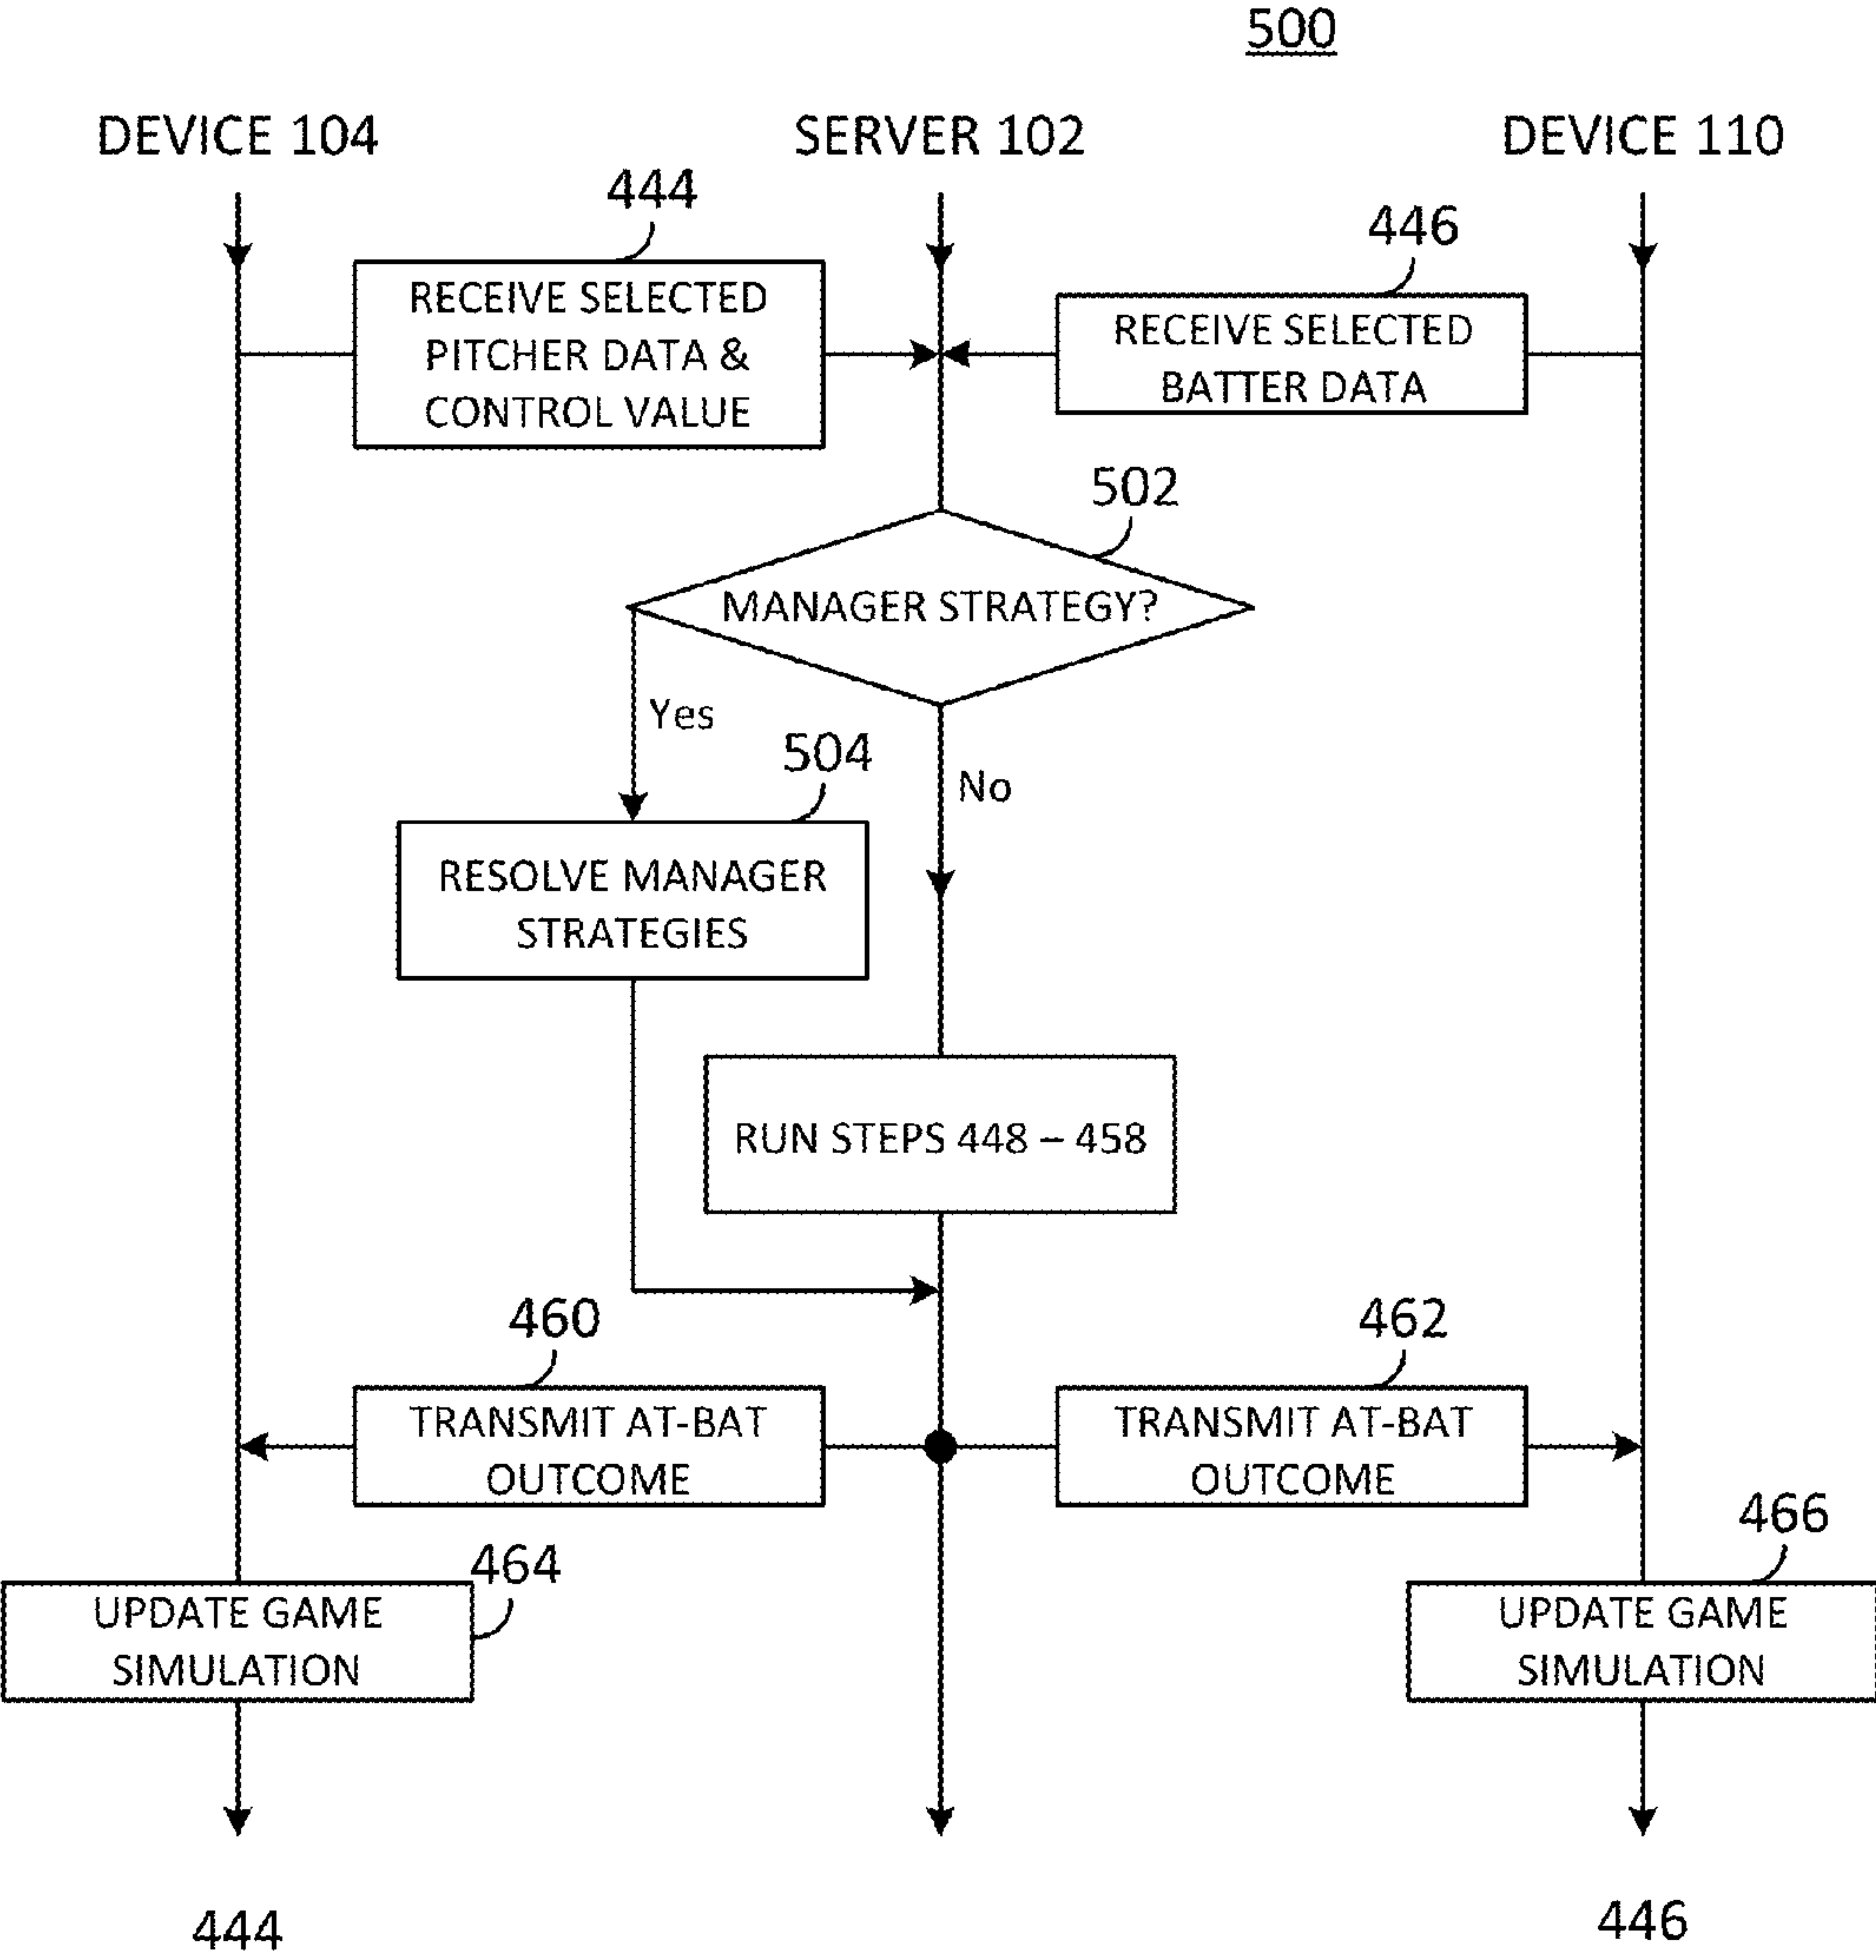 500
DEVICE 104
SERVER 102
DEVICE 110
444
446
RECEIVE SELECTED
PITCHER DATA &
CONTROL VALUE
RECEIVE SELECTED
BATTER DATA
502
MANAGER STRATEGY?
Yes
No
504
RESOLVE MANAGER
STRATEGIES
RUN STEPS 448 – 458
460
462
TRANSMIT AT-BAT
OUTCOME
TRANSMIT AT-BAT
OUTCOME
464
466
UPDATE GAME
SIMULATION
UPDATE GAME
SIMULATION
444
446